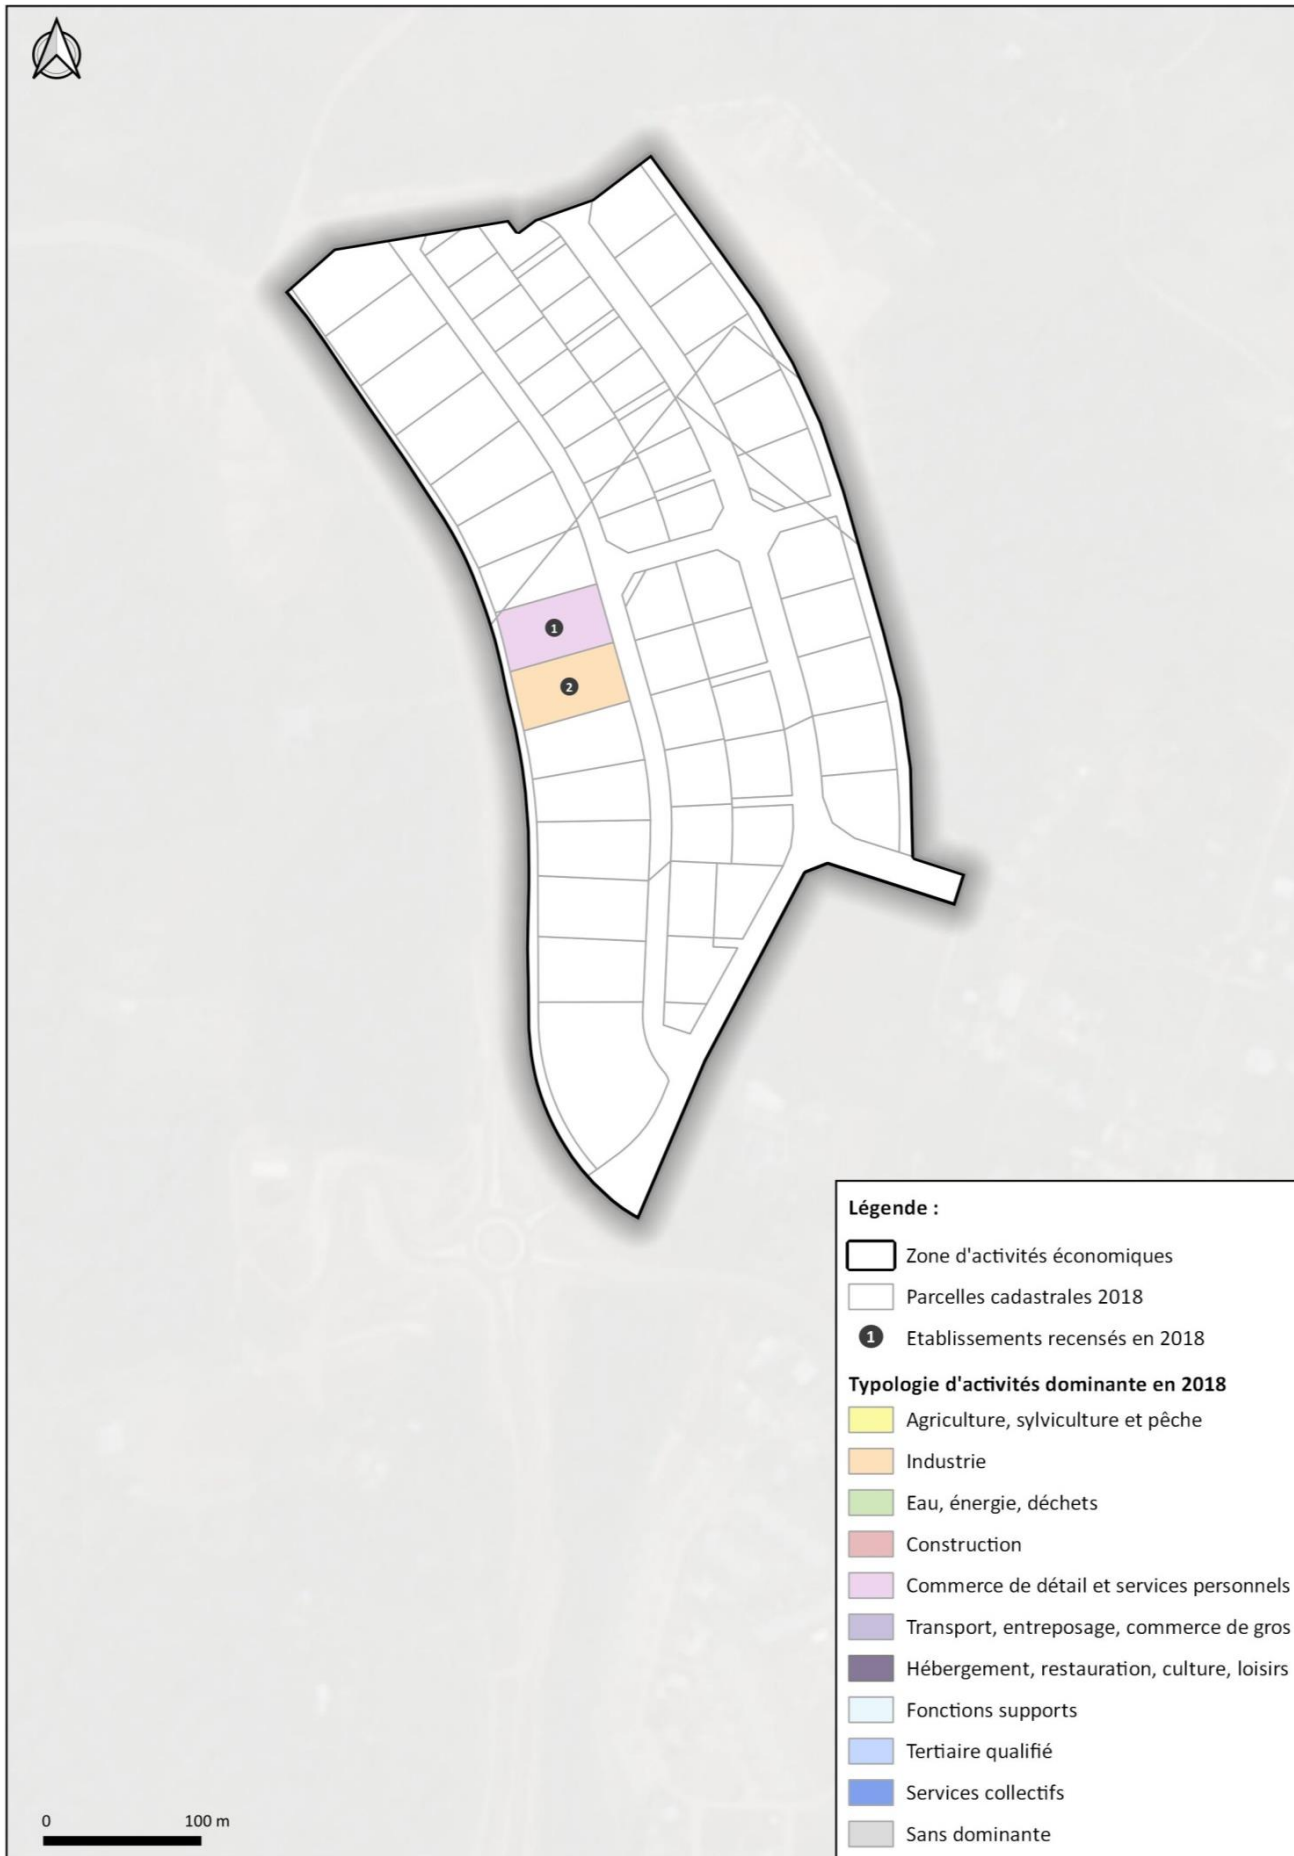 1
2
Légende :
Zone d'activités économiques
Parcelles cadastrales 2018
1 Etablissements recensés en 2018
Typologie d'activités dominante en 2018
Agriculture, sylviculture et pêche
Industrie
Eau, énergie, déchets
Construction
Commerce de détail et services personnels
Transport, entreposage, commerce de gros
Hébergement, restauration, culture, loisirs
Fonctions supports
Tertiaire qualifié
Services collectifs
Sans dominante
0 100 m